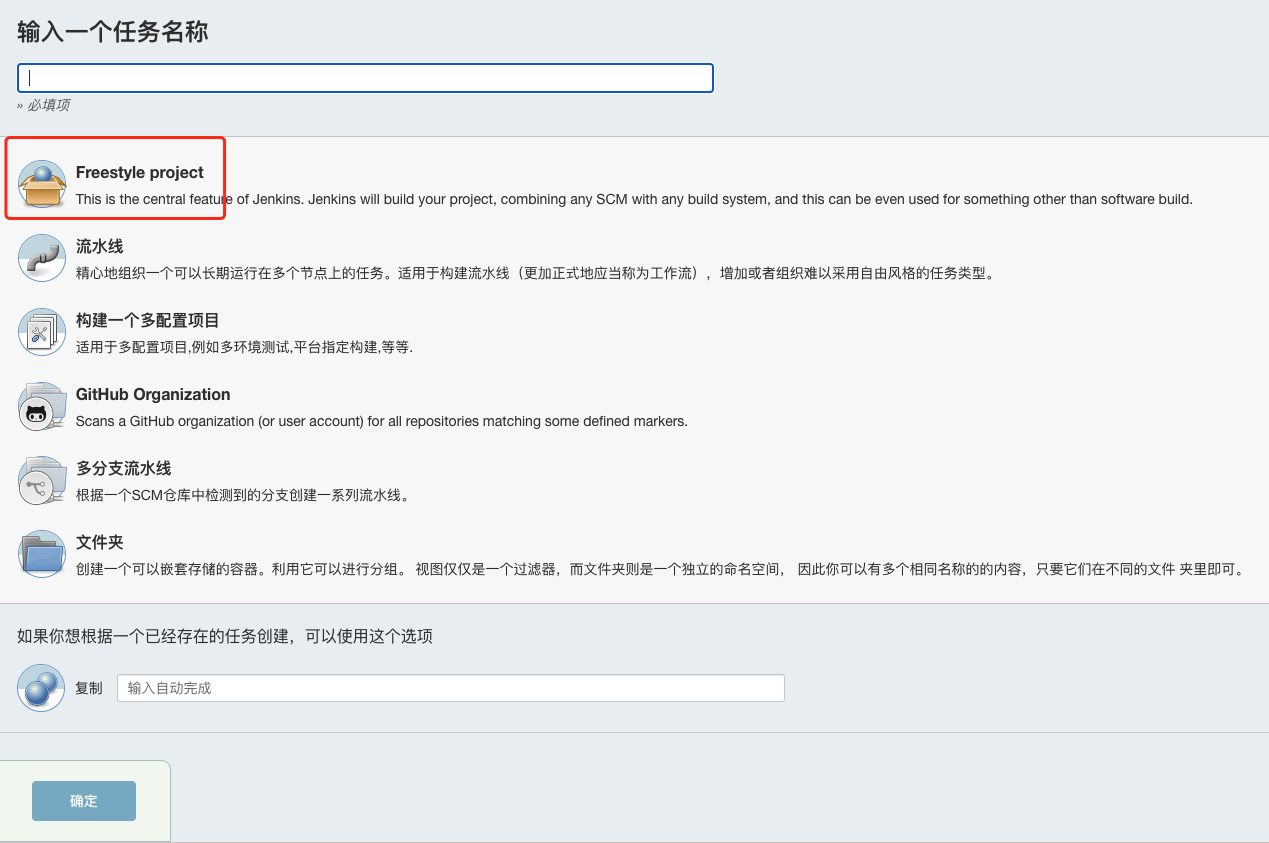 输入一个任务名称
» 必填项
Freestyle project
This is the central feature of Jenkins. Jenkins will build your project, combining any SCM with any build system, and this can be even used for something other than software build.
流水线
精心地组织一个可以长期运行在多个节点上的任务。适用于构建流水线（更加正式地应当称为工作流），增加或者组织难以采用自由风格的任务类型。
构建一个多配置项目
适用于多配置项目,例如多环境测试,平台指定构建,等等.
GitHub Organization
Scans a GitHub organization (or user account) for all repositories matching some defined markers.
多分支流水线
根据一个SCM仓库中检测到的分支创建一系列流水线。
文件夹
创建一个可以嵌套存储的容器。利用它可以进行分组。 视图仅仅是一个过滤器，而文件夹则是一个独立的命名空间， 因此你可以有多个相同名称的的内容，只要它们在不同的文件 夹里即可。
如果你想根据一个已经存在的任务创建，可以使用这个选项
复制 输入自动完成
确定